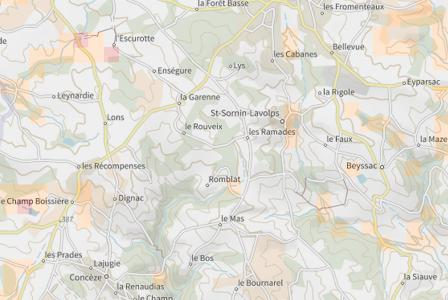 la Forêt Basse
les Fromenteaux
l'Escurotte
Bellevue
les Cabanes
Lys
Enségure
Eyparsac
Leynardie
la Garenne
la Rigole
St-Sornin-Lavolps
Lons
le Rouveix
les Ramades
le Faux
la Maze
les Récompenses
Beyssac
Romblat
Dignac
le Champ Boissière
387
le Mas
les Prades
Lajugie
le Bos
Concèze
la Siauve
la Renaudias
le Bournarel
le Champ